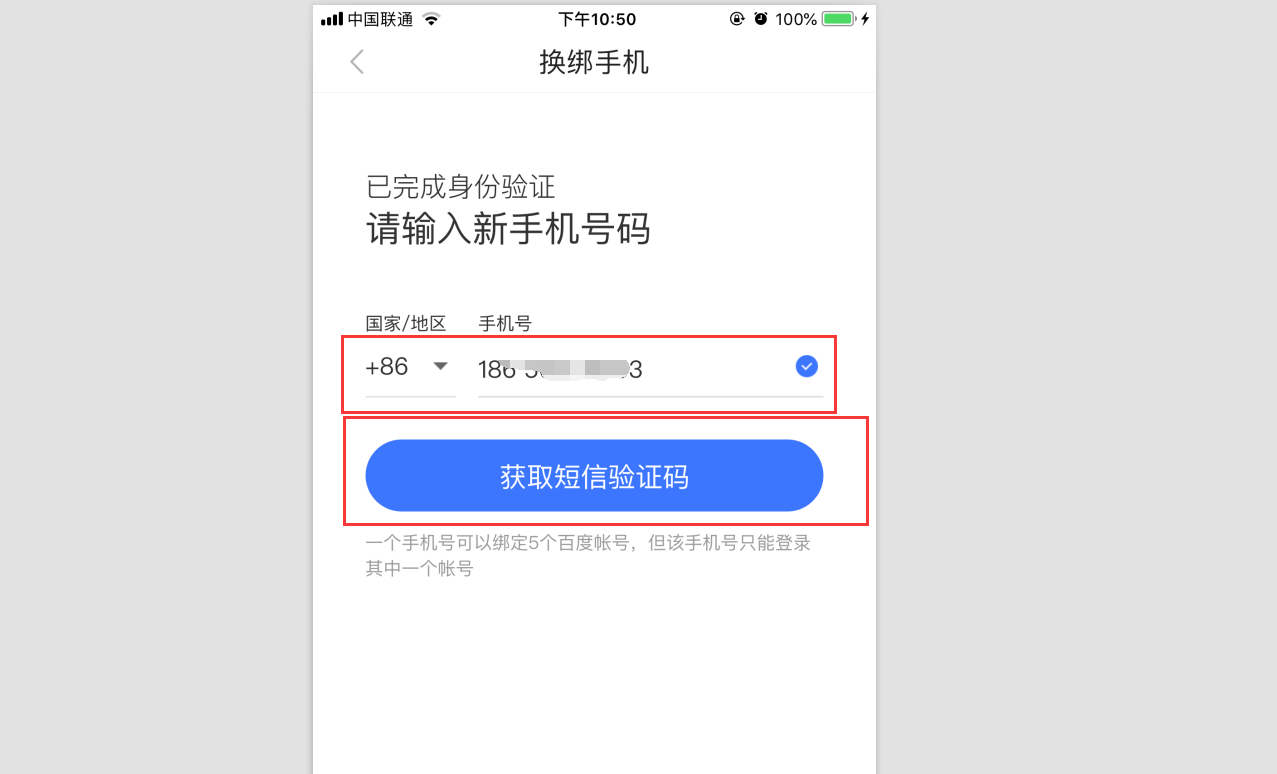 中国联通 下午10:50 100%
换绑手机
已完成身份验证
请输入新手机号码
国家/地区 手机号
+86 186
获取短信验证码
一个手机号可以绑定5个百度帐号，但该手机号只能登录
其中一个帐号